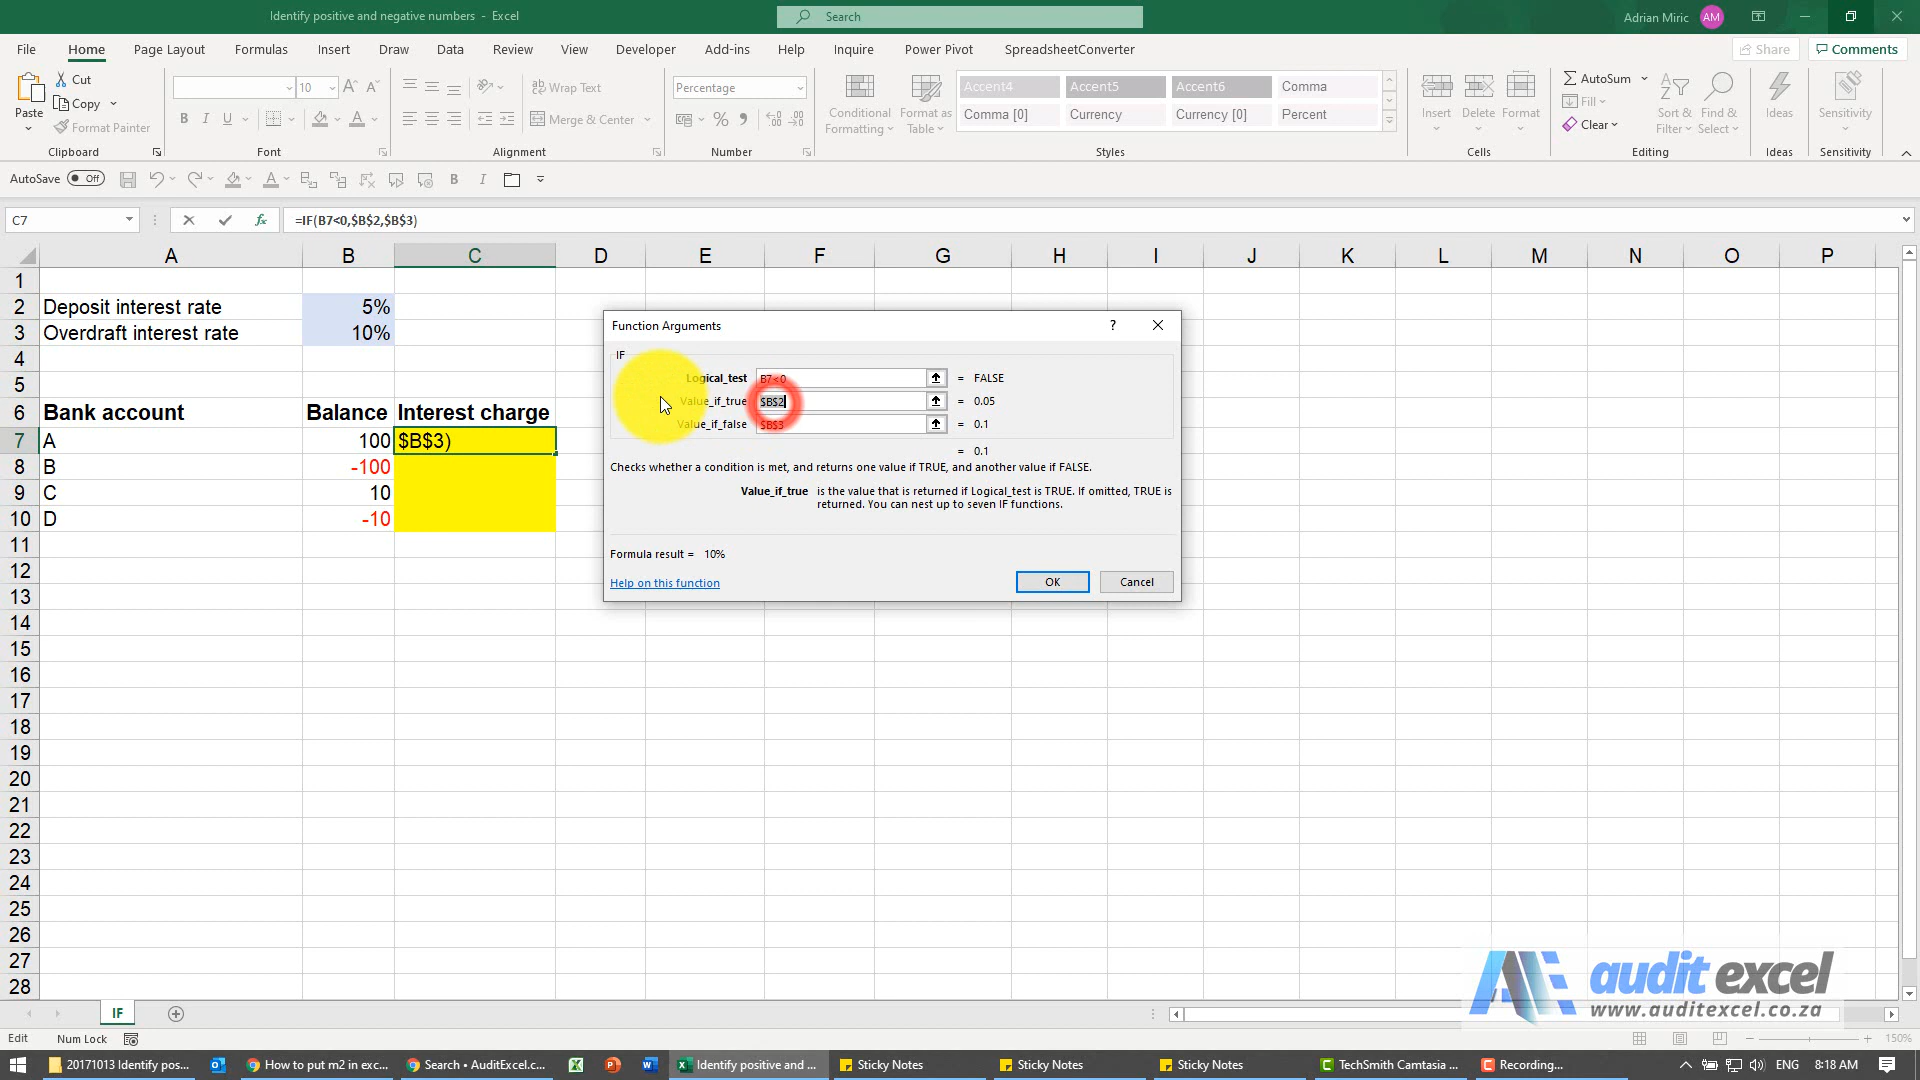 Identify positive and negative numbers - Excel
Search
Adrian Miric
AM
File Home Page Layout Formulas Insert Draw Data Review View Developer Add-ins Help Inquire Power Pivot SpreadsheetConverter
Share Comments
Paste Cut
Copy
Format Painter
Clipboard
10
B I U
Font
Wrap Text
Merge & Center
Alignment
Percentage
Number
Conditional Formatting
Format as Table
Accent4 Accent5 Accent6 Comma
Comma [0] Currency Currency [0] Percent
Styles
Insert Delete Format
Cells
AutoSum
Fill
Clear
Sort & Filter
Find & Select
Editing
Ideas
Ideas
Sensitivity
Sensitivity
AutoSave Off
C7 fx =IF(B7<0,$B$2,$B$3)
A B C D E F G H I J K L M N O P
1
2 Deposit interest rate 5%
3 Overdraft interest rate 10%
4
5
6 Bank account Balance Interest charge
7 A 100 $B$3)
8 B -100
9 C 10
10 D -10
11
12
13
14
15
16
17
18
19
20
21
22
23
24
25
26
27
28
Function Arguments ?
IF
Logical_test B7<0 = FALSE
Value_if_true $B$2 = 0.05
Value_if_false $B$3 = 0.1
= 0.1
Checks whether a condition is met, and returns one value if TRUE, and another value if FALSE.
Value_if_true is the value that is returned if Logical_test is TRUE. If omitted, TRUE is
returned. You can nest up to seven IF functions.
Formula result = 10%
Help on this function
OK Cancel
audit excel
www.auditexcel.co.za
IF
Edit Num Lock
150%
20171013 Identify pos...
How to put m2 in exc...
Search - AuditExcel.c...
Identify positive and ...
Sticky Notes
Sticky Notes
Sticky Notes
TechSmith Camtasia ...
Recording...
ENG 8:18 AM